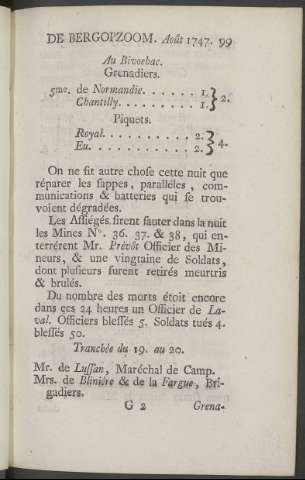 DE BERGOPZOOM. Août 1747. 99
Au Bivoebac.
Grenadiers.
5me. de Normandie. . . . . . 1. } 2.
Chantilly. . . . . . . . . 1.
Piquets.
Royal. . . . . . . . . . 2. } 4.
Eu. . . . . . . . . . . . 2.
On ne fit autre chose cette nuit que
réparer les sappes, paralléles, com-
munications & batteries qui se trou-
voient dégradées.
Les Assiégés firent sauter dans la nuit
les Mines N°. 36. 37. & 38, qui en-
terrérent Mr. Prévôt Officier des Mi-
neurs, & une vingtaine de Soldats,
dont plusieurs furent retirés meurtris
& brulés.
Du nombre des morts étoit encore
dans ces 24 heures un Officier de La-
val. Officiers blessés 5. Soldats tués 4.
blessés 50.
Tranchée du 19. au 20.
Mr. de Lussan, Maréchal de Camp.
Mrs. de Bliniére & de la Fargue, Bri-
gadiers.
G 2 Grena-